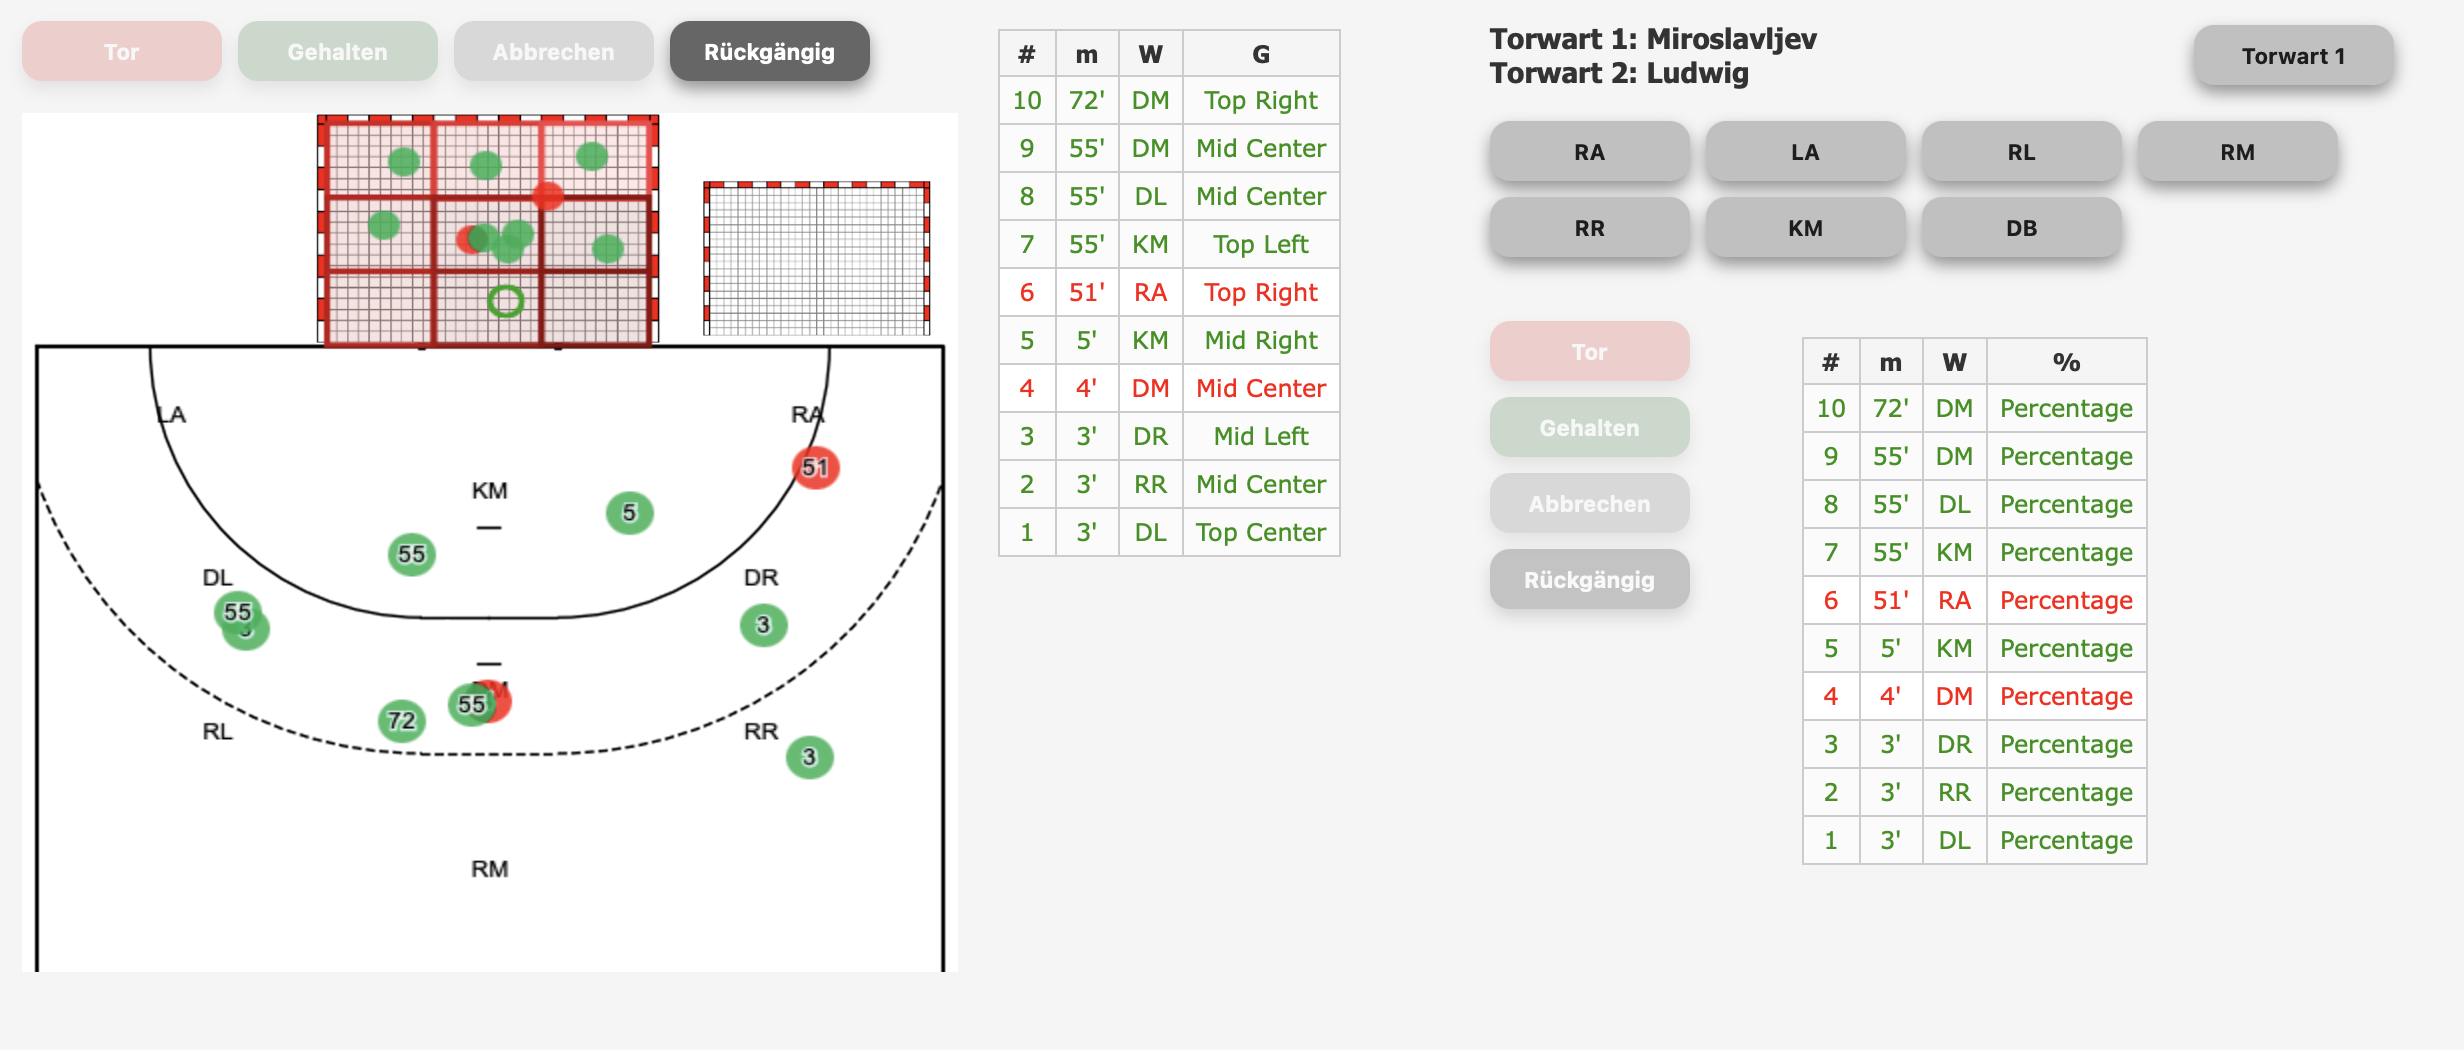 Tor Gehalten Abbrechen Rückgängig
LA
RA
51
KM
5
55
DL
DR
55
3
RL
72
55
RR
3
RM
# m W G
10 72' DM Top Right
9 55' DM Mid Center
8 55' DL Mid Center
7 55' KM Top Left
6 51' RA Top Right
5 5' KM Mid Right
4 4' DM Mid Center
3 3' DR Mid Left
2 3' RR Mid Center
1 3' DL Top Center
Torwart 1: Miroslavljev
Torwart 2: Ludwig
Torwart 1
RA LA RL RM
RR KM DB
Tor
Gehalten
Abbrechen
Rückgängig
# m W %
10 72' DM Percentage
9 55' DM Percentage
8 55' DL Percentage
7 55' KM Percentage
6 51' RA Percentage
5 5' KM Percentage
4 4' DM Percentage
3 3' DR Percentage
2 3' RR Percentage
1 3' DL Percentage